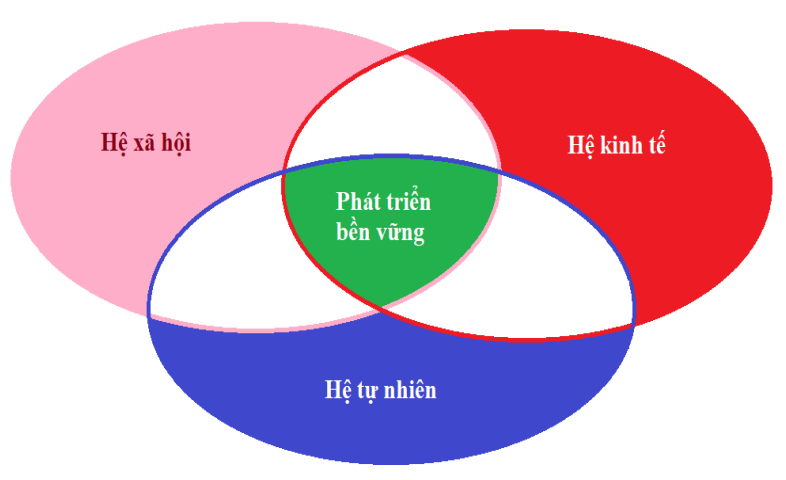 Hệ xã hội
Hệ kinh tế
Phát triển
bền vững
Hệ tự nhiên